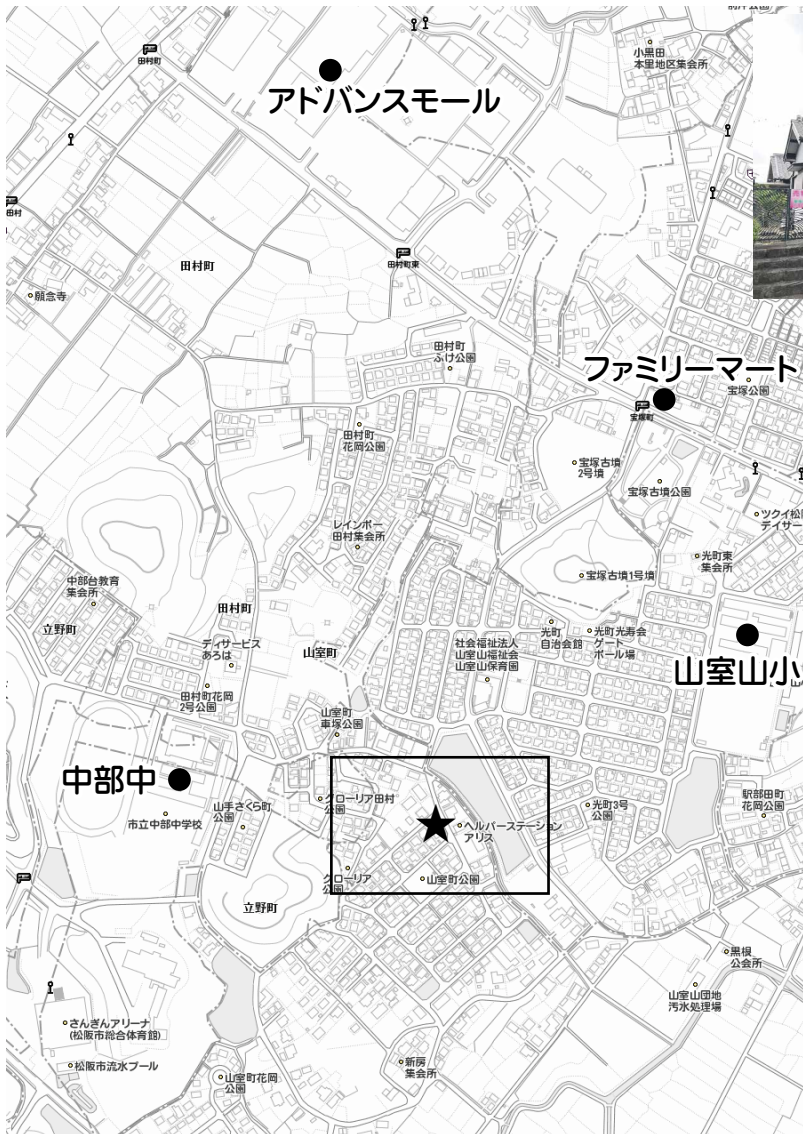 田村町
小黒田
本里地区集会所
アドバンスモール
田村
田村町
田村町東
願念寺
田村町
ふけ公園
ファミリーマート
宝塚公園
宝塚町
田村町
花岡公園
宝塚古墳
2号墳
宝塚古墳公園
ツクイ松
デイサー
レインボー
田村集会所
光町東
集会所
中部台教育
集会所
宝塚古墳1号墳
田村町
立野町
光町
自治会館
光町光寿会
ゲート
ボール場
デイサービス
あろは
山室町
社会福祉法人
山室山福祉会
山室山保育園
山室山小
田村町花岡
2号公園
山室町
車塚公園
中部中
グローリア田村
公園
山手さくら町
公園
市立中部中学校
ヘルパーステーション
アリス
光町3号
公園
駅部田町
花岡公園
グローリア
公園
山室町公園
立野町
黒根
公会所
山室山団地
汚水処理場
さんぎんアリーナ
(松阪市総合体育館)
松阪市流水プール
新房
集会所
山室町花岡
公園